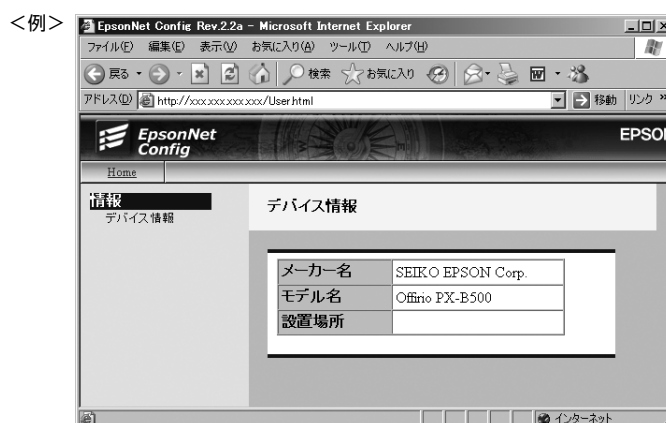 ＜例＞
EpsonNet Config Rev.2.2a - Microsoft Internet Explorer
ファイル(F) 編集(E) 表示(V) お気に入り(A) ツール(T) ヘルプ(H)
戻る 検索 お気に入り
アドレス(D) http://xxx.xxx.xxx.xxx/User.html 移動 リンク »
EpsonNet
Config
EPSON
Home
情報
デバイス情報
デバイス情報
メーカー名 SEIKO EPSON Corp.
モデル名 Offirio PX-B500
設置場所
インターネット